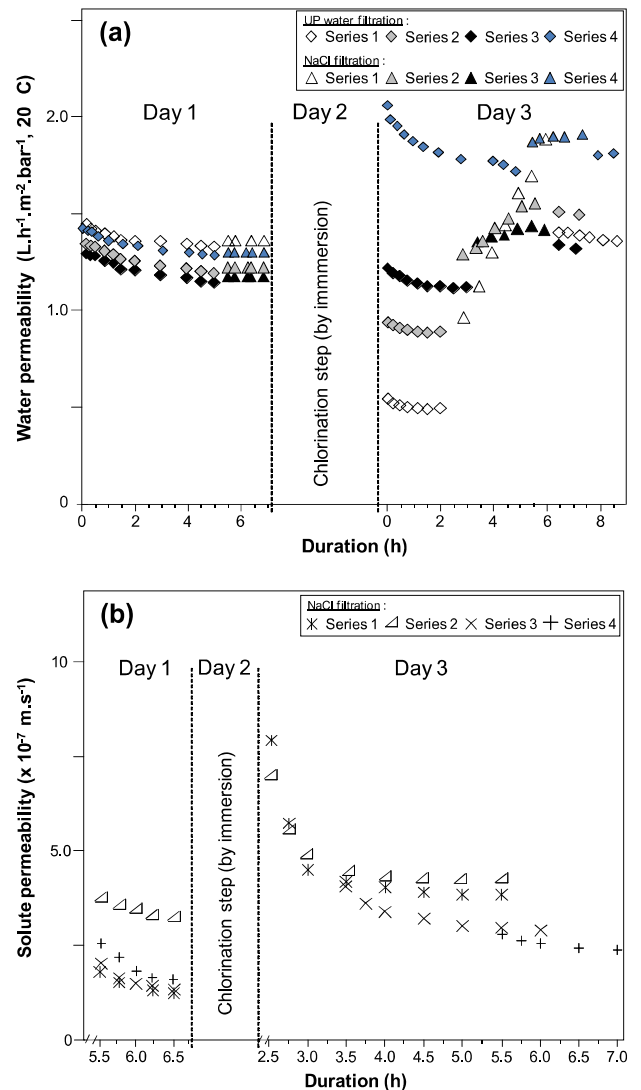 (a)
UP water filtration :
Series 1 Series 2 Series 3 Series 4
NaCl filtration :
Series 1 Series 2 Series 3 Series 4
Day 1 Day 2 Day 3
2.0
1.0
0
Water permeability (L.h⁻¹.m⁻².bar⁻¹, 20 C)
Chlorination step (by immmersion)
0 2 4 6 0 2 4 6 8
Duration (h)
(b)
NaCl filtration :
Series 1 Series 2 Series 3 Series 4
10
Day 1 Day 2 Day 3
5.0
0
Solute permeability (x 10⁻⁷ m.s⁻¹)
Chlorination step (by immersion)
5.5 6.0 6.5 2.5 3.0 3.5 4.0 4.5 5.0 5.5 6.0 6.5 7.0
Duration (h)